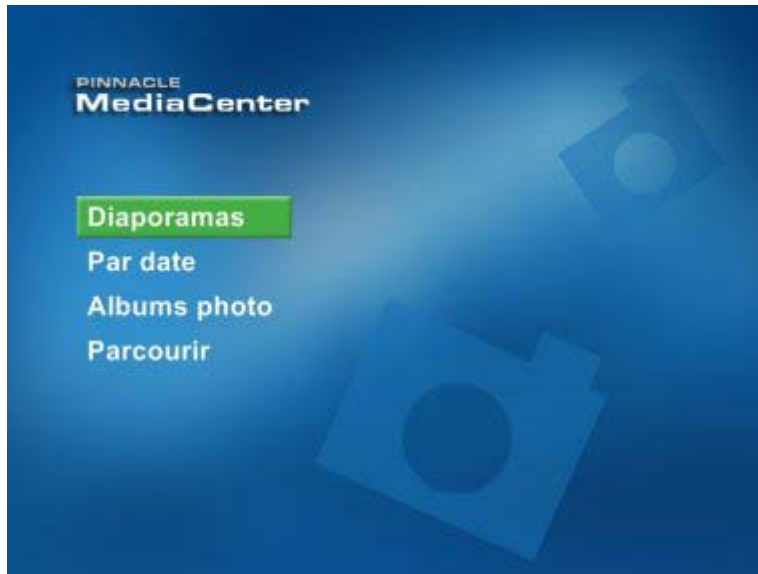 PINNACLE
MediaCenter
Diaporamas
Par date
Albums photo
Parcourir